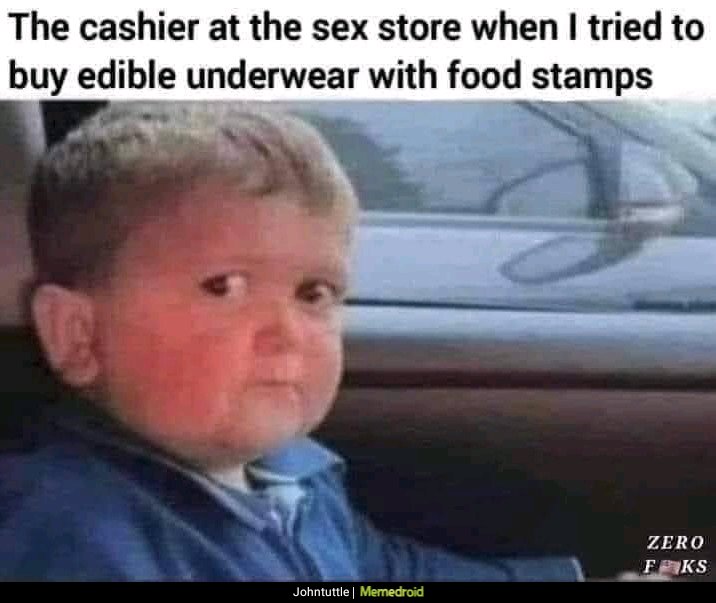 The cashier at the sex store when I tried to
buy edible underwear with food stamps
ZERO
F KS
Johntuttle | Memedroid